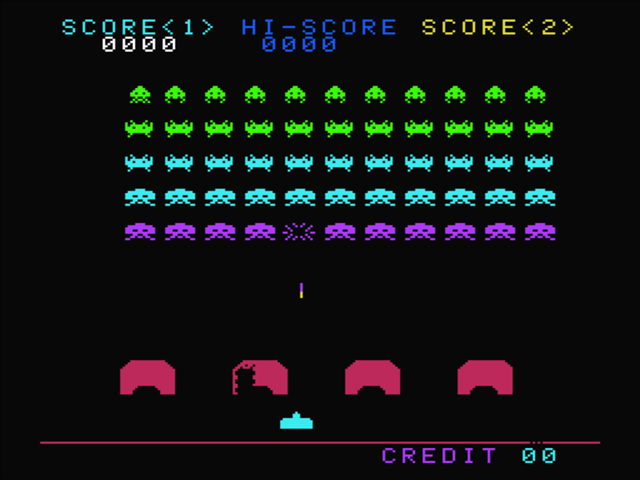 SCORE<1> HI-SCORE SCORE<2>
0000 0000
CREDIT 00